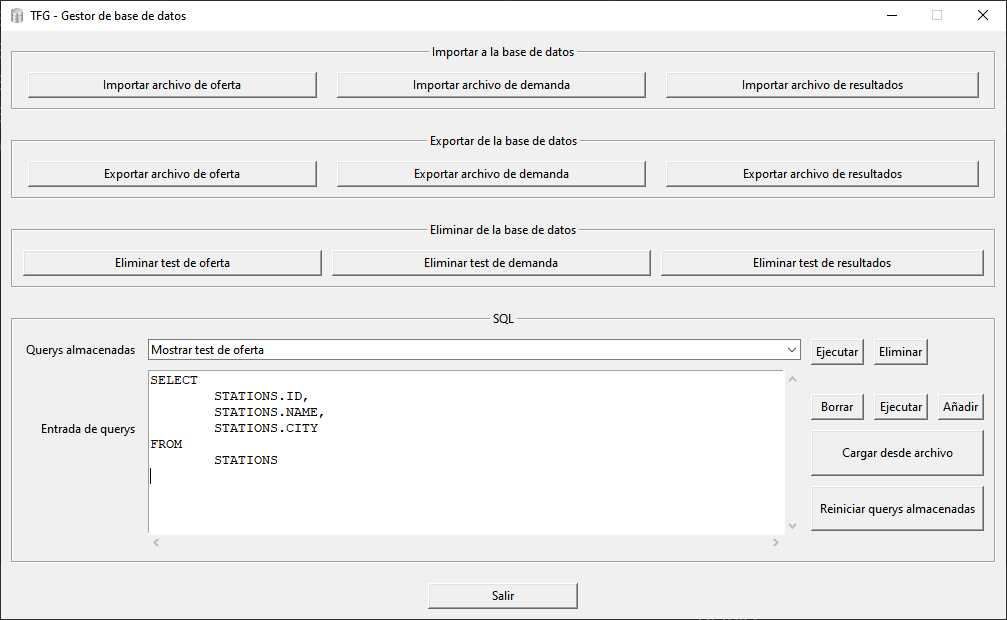 TFG - Gestor de base de datos
Importar a la base de datos
Importar archivo de oferta
Importar archivo de demanda
Importar archivo de resultados
Exportar de la base de datos
Exportar archivo de oferta
Exportar archivo de demanda
Exportar archivo de resultados
Eliminar de la base de datos
Eliminar test de oferta
Eliminar test de demanda
Eliminar test de resultados
SQL
Querys almacenadas
Mostrar test de oferta
Ejecutar
Eliminar
Entrada de querys
SELECT
STATIONS.ID,
STATIONS.NAME,
STATIONS.CITY
FROM
STATIONS
Borrar
Ejecutar
Añadir
Cargar desde archivo
Reiniciar querys almacenadas
Salir